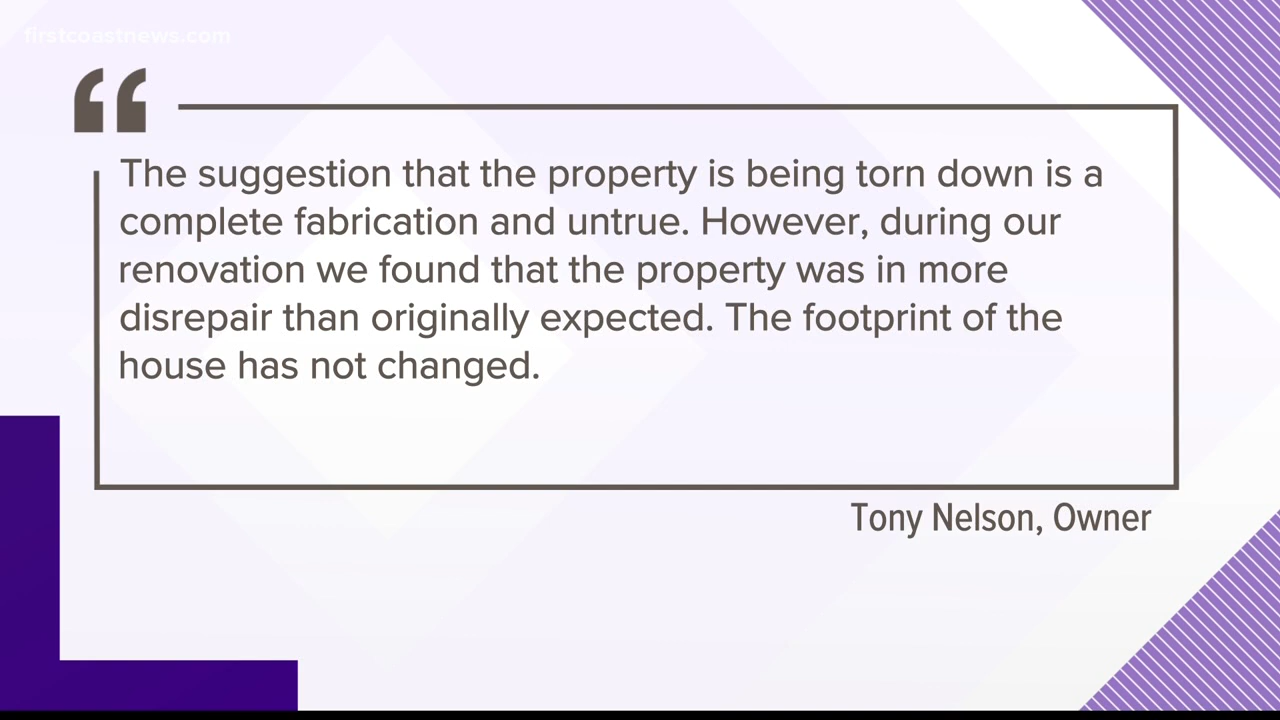 firstcoastnews.com
“
The suggestion that the property is being torn down is a
complete fabrication and untrue. However, during our
renovation we found that the property was in more
disrepair than originally expected. The footprint of the
house has not changed.
Tony Nelson, Owner